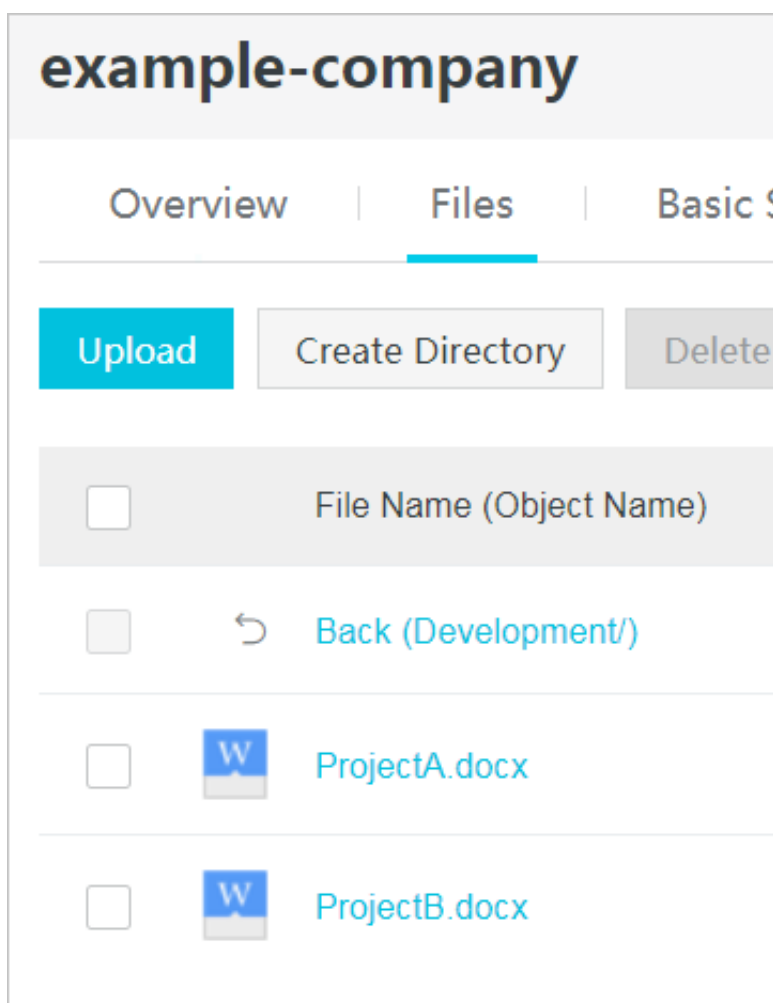 example-company
Overview Files Basic S
Upload Create Directory Delete
File Name (Object Name)
Back (Development/)
W ProjectA.docx
W ProjectB.docx